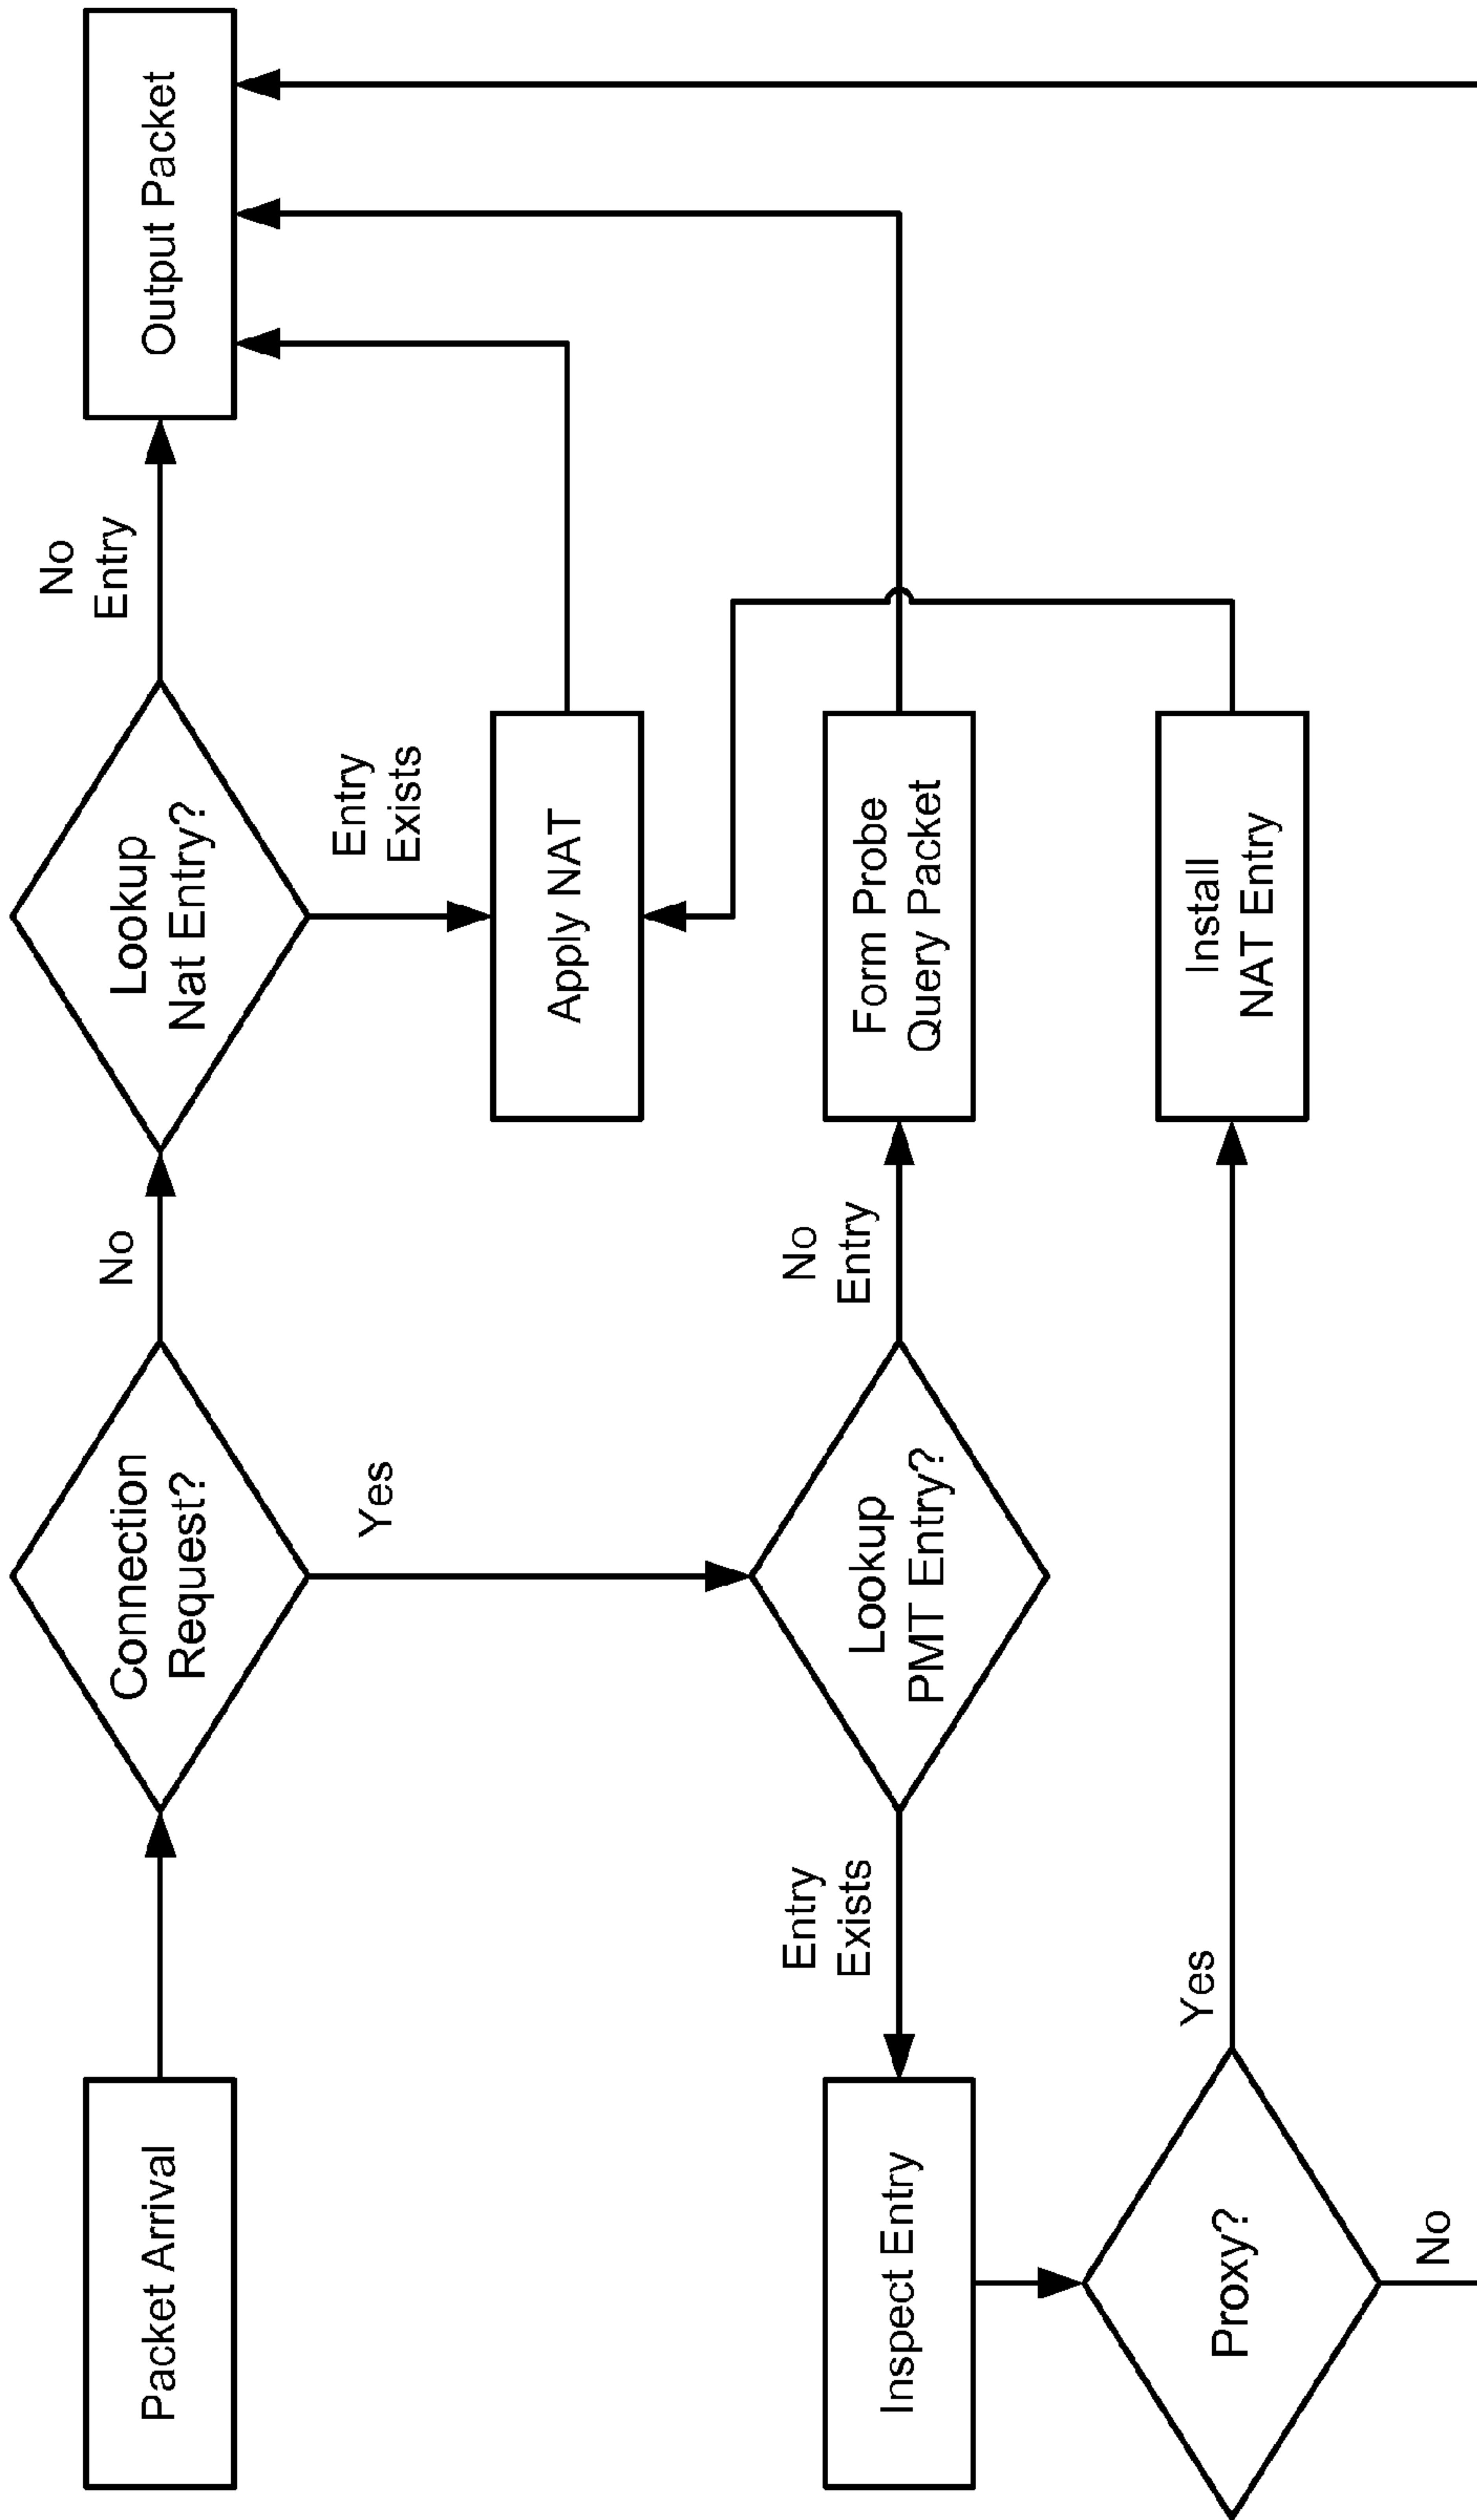 Packet Arrival
Connection
Request?
No
Lookup
Nat Entry?
No
Entry
Output Packet
Yes
Entry
Exists
Apply NAT
Entry
Exists
Lookup
PMT Entry?
No
Entry
Form Probe
Query Packet
Inspect Entry
Proxy?
Yes
Install
NAT Entry
No